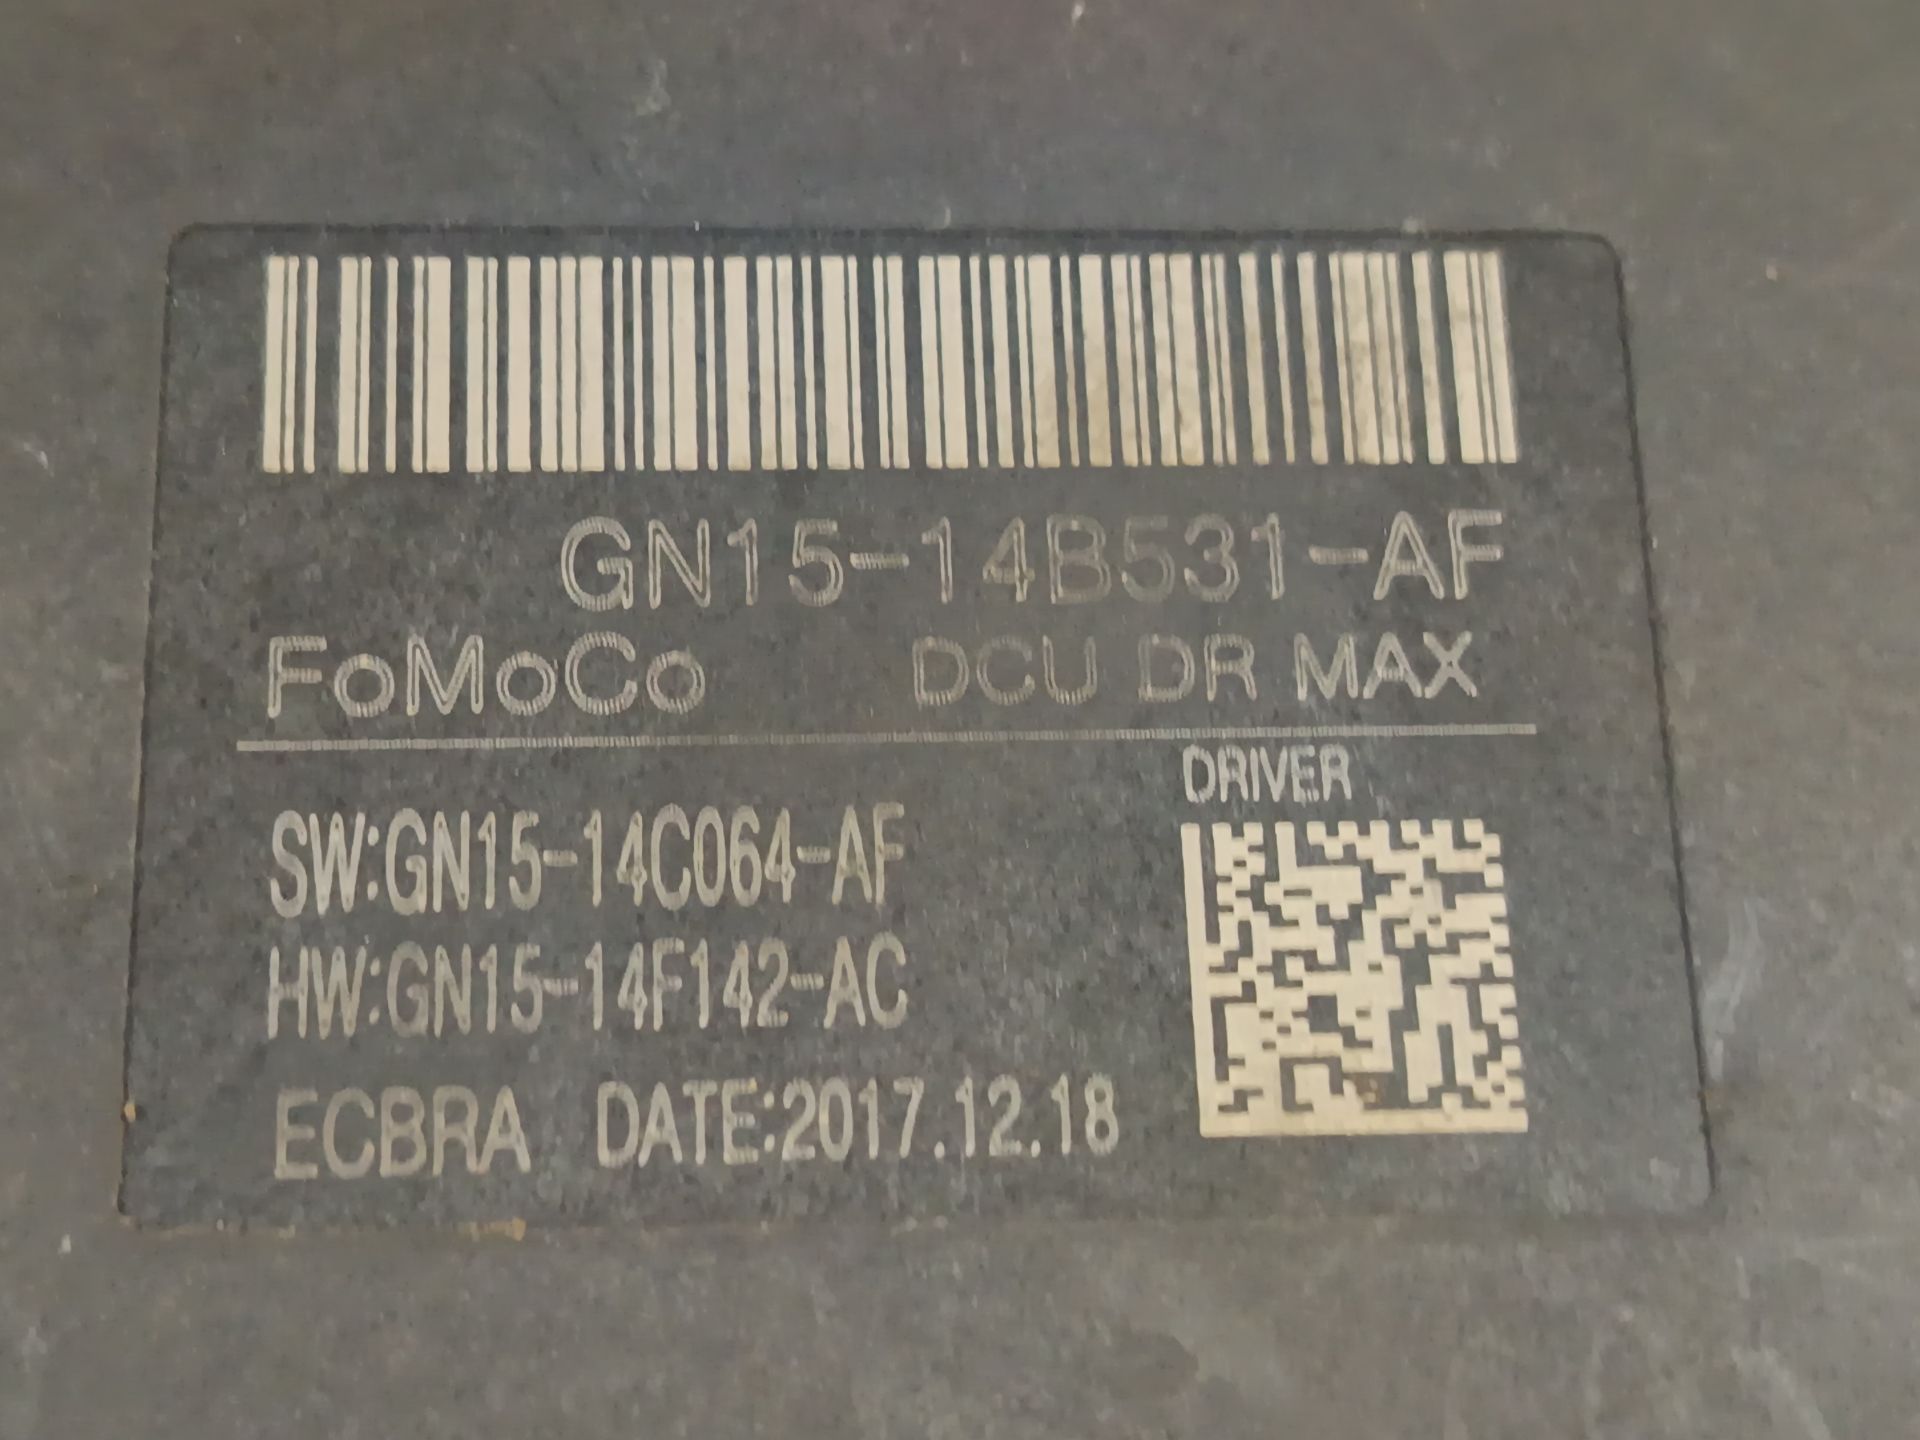 GN15-14B531-AF
FoMoCo DCU DR MAX
DRIVER
SW:GN15-14C064-AF
HW:GN15-14F142-AC
ECBRA DATE:2017.12.18